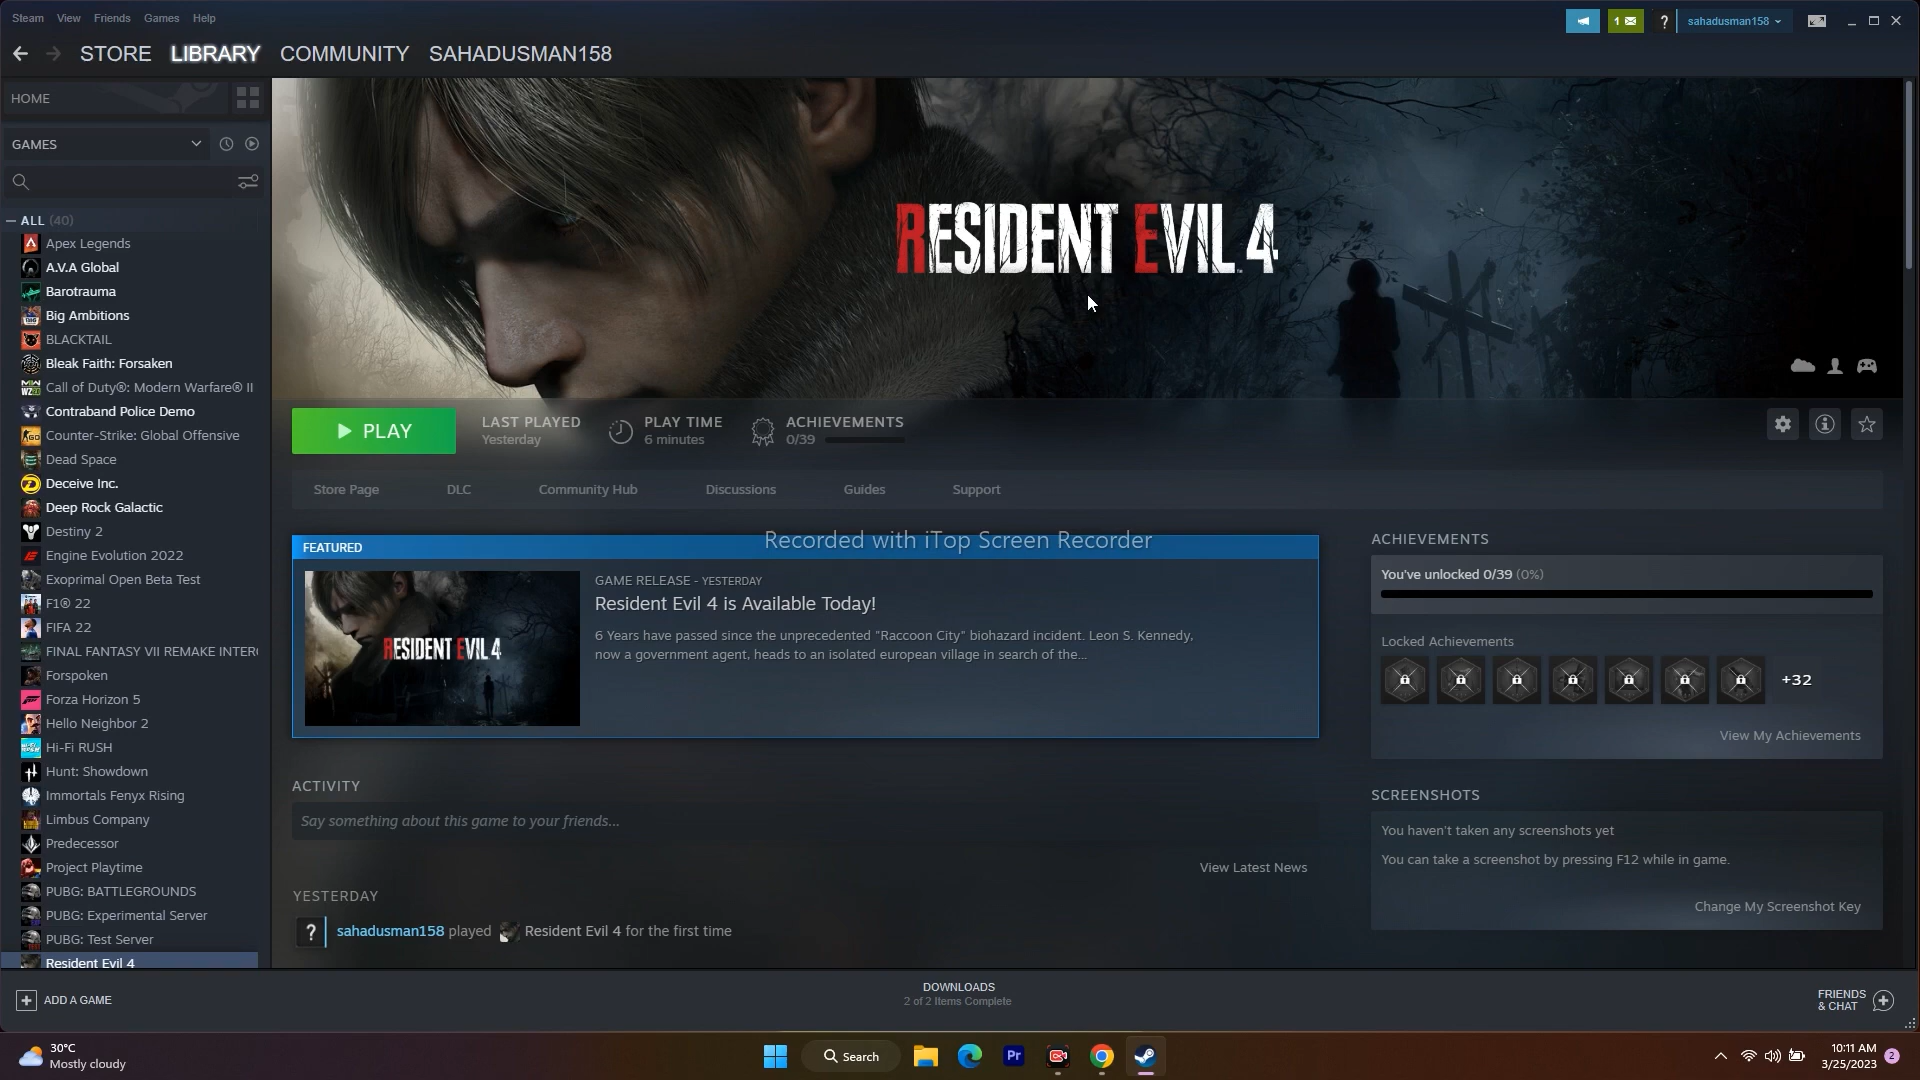 Steam View Friends Games Help
1
?
sahadusman158
STORE LIBRARY COMMUNITY SAHADUSMAN158
HOME
GAMES
ALL (40)
Apex Legends
A.V.A Global
Barotrauma
Big Ambitions
BLACKTAIL
Bleak Faith: Forsaken
Call of Duty®: Modern Warfare® II
Contraband Police Demo
Counter-Strike: Global Offensive
Dead Space
Deceive Inc.
Deep Rock Galactic
Destiny 2
Engine Evolution 2022
Exoprimal Open Beta Test
F1® 22
FIFA 22
FINAL FANTASY VII REMAKE INTER
Forspoken
Forza Horizon 5
Hello Neighbor 2
Hi-Fi RUSH
Hunt: Showdown
Immortals Fenyx Rising
Limbus Company
Predecessor
Project Playtime
PUBG: BATTLEGROUNDS
PUBG: Experimental Server
PUBG: Test Server
Resident Evil 4
RESIDENT EVIL 4
PLAY
LAST PLAYED
Yesterday
PLAY TIME
6 minutes
ACHIEVEMENTS
0/39
Store Page DLC Community Hub Discussions Guides Support
Recorded with iTop Screen Recorder
FEATURED
RESIDENT EVIL 4
GAME RELEASE - YESTERDAY
Resident Evil 4 is Available Today!
6 Years have passed since the unprecedented "Raccoon City" biohazard incident. Leon S. Kennedy,
now a government agent, heads to an isolated european village in search of the...
ACTIVITY
Say something about this game to your friends...
View Latest News
YESTERDAY
? sahadusman158 played Resident Evil 4 for the first time
ACHIEVEMENTS
You've unlocked 0/39 (0%)
Locked Achievements
+32
View My Achievements
SCREENSHOTS
You haven't taken any screenshots yet
You can take a screenshot by pressing F12 while in game.
Change My Screenshot Key
ADD A GAME
DOWNLOADS
2 of 2 Items Complete
FRIENDS
& CHAT
30°C
Mostly cloudy
Search
Pr
10:11 AM
3/25/2023
2